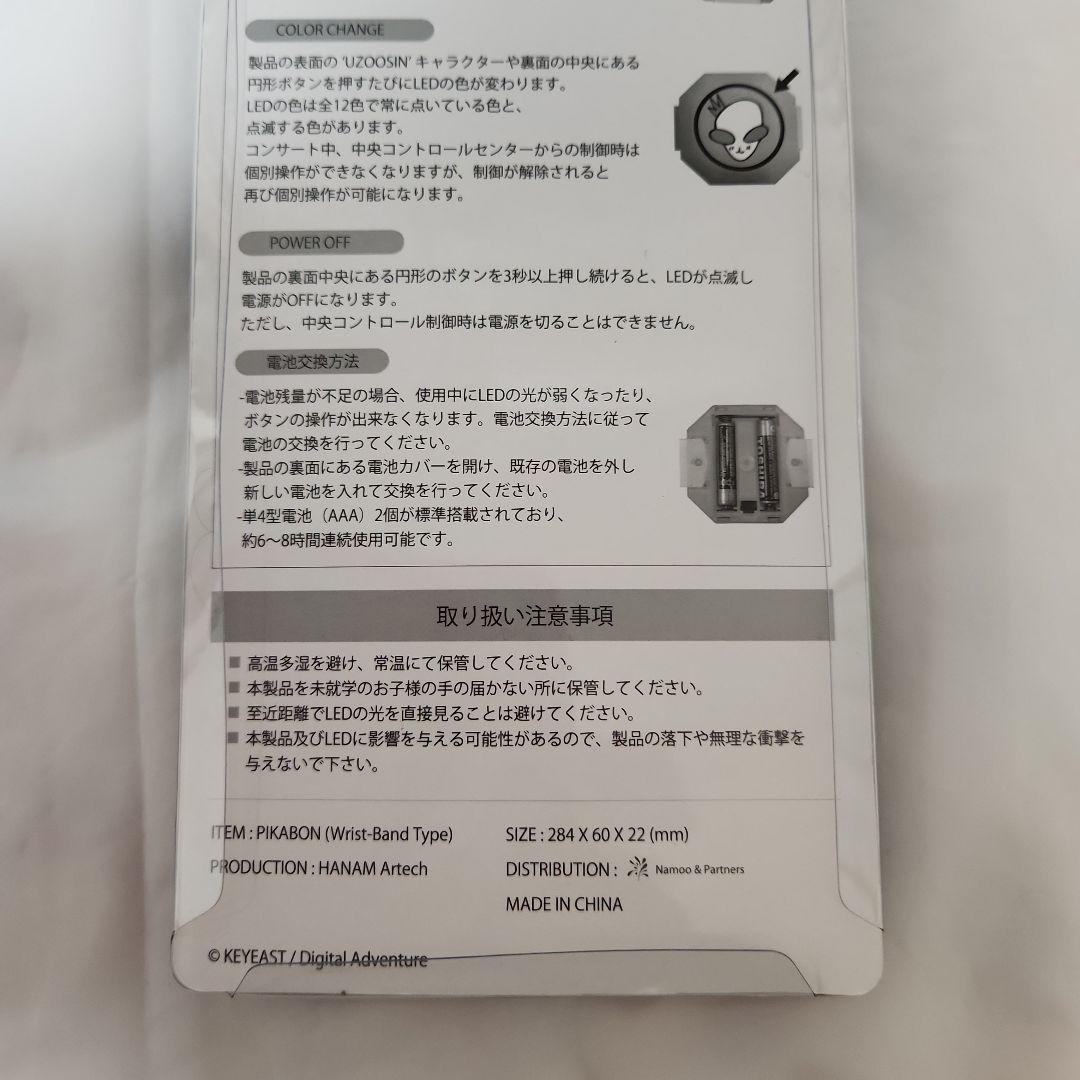 COLOR CHANGE
製品の表面の 'UZOOSIN' キャラクターや裏面の中央にある
円形ボタンを押すたびにLEDの色が変わります。
LEDの色は全12色で常に点いている色と、
点滅する色があります。
コンサート中、中央コントロールセンターからの制御時は
個別操作ができなくなりますが、制御が解除されると
再び個別操作が可能になります。
POWER OFF
製品の裏面中央にある円形のボタンを3秒以上押し続けると、LEDが点滅し
電源がOFFになります。
ただし、中央コントロール制御時は電源を切ることはできません。
電池交換方法
-電池残量が不足の場合、使用中にLEDの光が弱くなったり、
ボタンの操作が出来なくなります。電池交換方法に従って
電池の交換を行ってください。
-製品の裏面にある電池カバーを開け、既存の電池を外し
新しい電池を入れて交換を行ってください。
-単4型電池（AAA）2個が標準搭載されており、
約6〜8時間連続使用可能です。
取り扱い注意事項
■ 高温多湿を避け、常温にて保管してください。
■ 本製品を未就学のお子様の手の届かない所に保管してください。
■ 至近距離でLEDの光を直接見ることは避けてください。
■ 本製品及びLEDに影響を与える可能性があるので、製品の落下や無理な衝撃を
与えないで下さい。
ITEM : PIKABON (Wrist-Band Type)
SIZE : 284 X 60 X 22 (mm)
PRODUCTION : HANAM Artech
DISTRIBUTION : Namoo & Partners
MADE IN CHINA
© KEYEAST / Digital Adventure